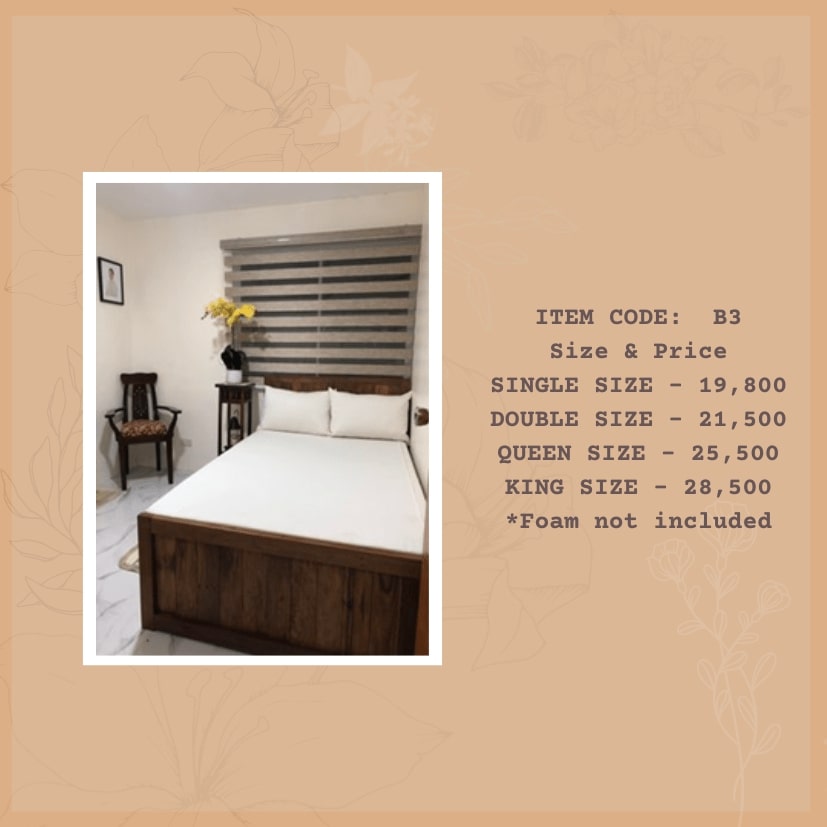 ITEM CODE:  B3
Size & Price
SINGLE SIZE - 19,800
DOUBLE SIZE - 21,500
QUEEN SIZE - 25,500
KING SIZE - 28,500
*Foam not included